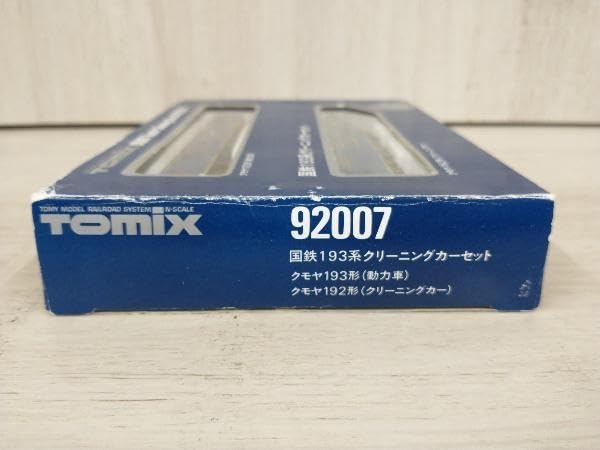 TOMY MODEL RAILROAD SYSTEM N-SCALE
TOMIX
92007
国鉄193系クリーニングカーセット
クモヤ193形(動力車)
クモヤ192形(クリーニングカー)